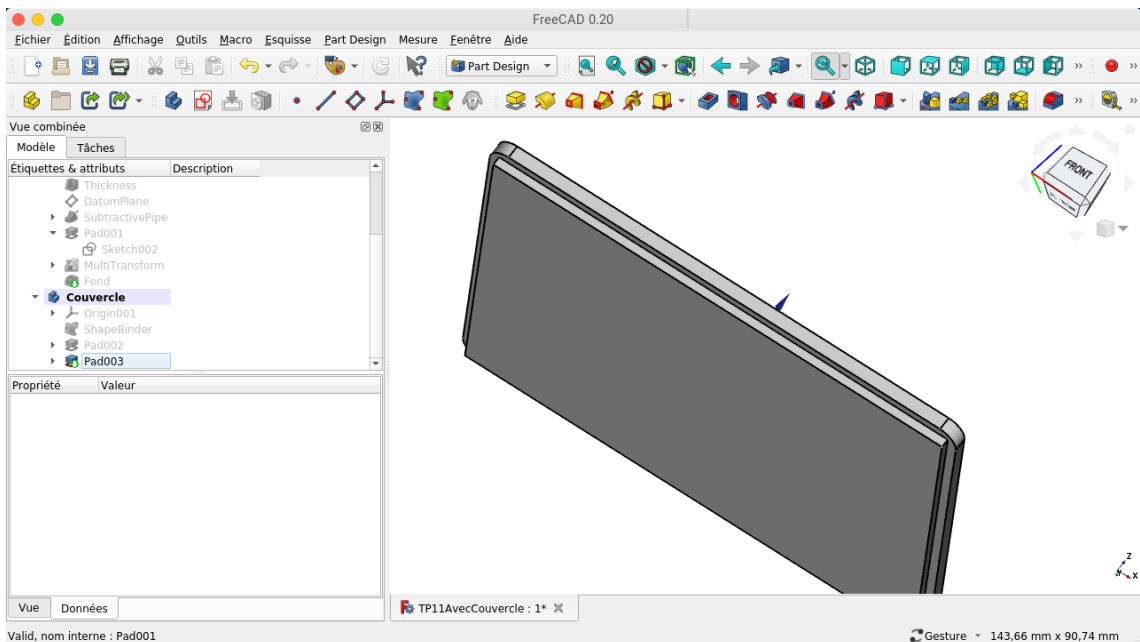 FreeCAD 0.20
Fichier Édition Affichage Outils Macro Esquisse Part Design Mesure Fenêtre Aide
Part Design
Vue combinée
Modèle Tâches
Étiquettes & attributs Description
Thickness
DatumPlane
SubtractivePipe
Pad001
Sketch002
MultiTransform
Fond
Couvercle
Origin001
ShapeBinder
Pad002
Pad003
Propriété Valeur
FRONT
Z
X
Vue Données
TP11AvecCouvercle : 1*
Valid, nom interne : Pad001
Gesture 143,66 mm x 90,74 mm